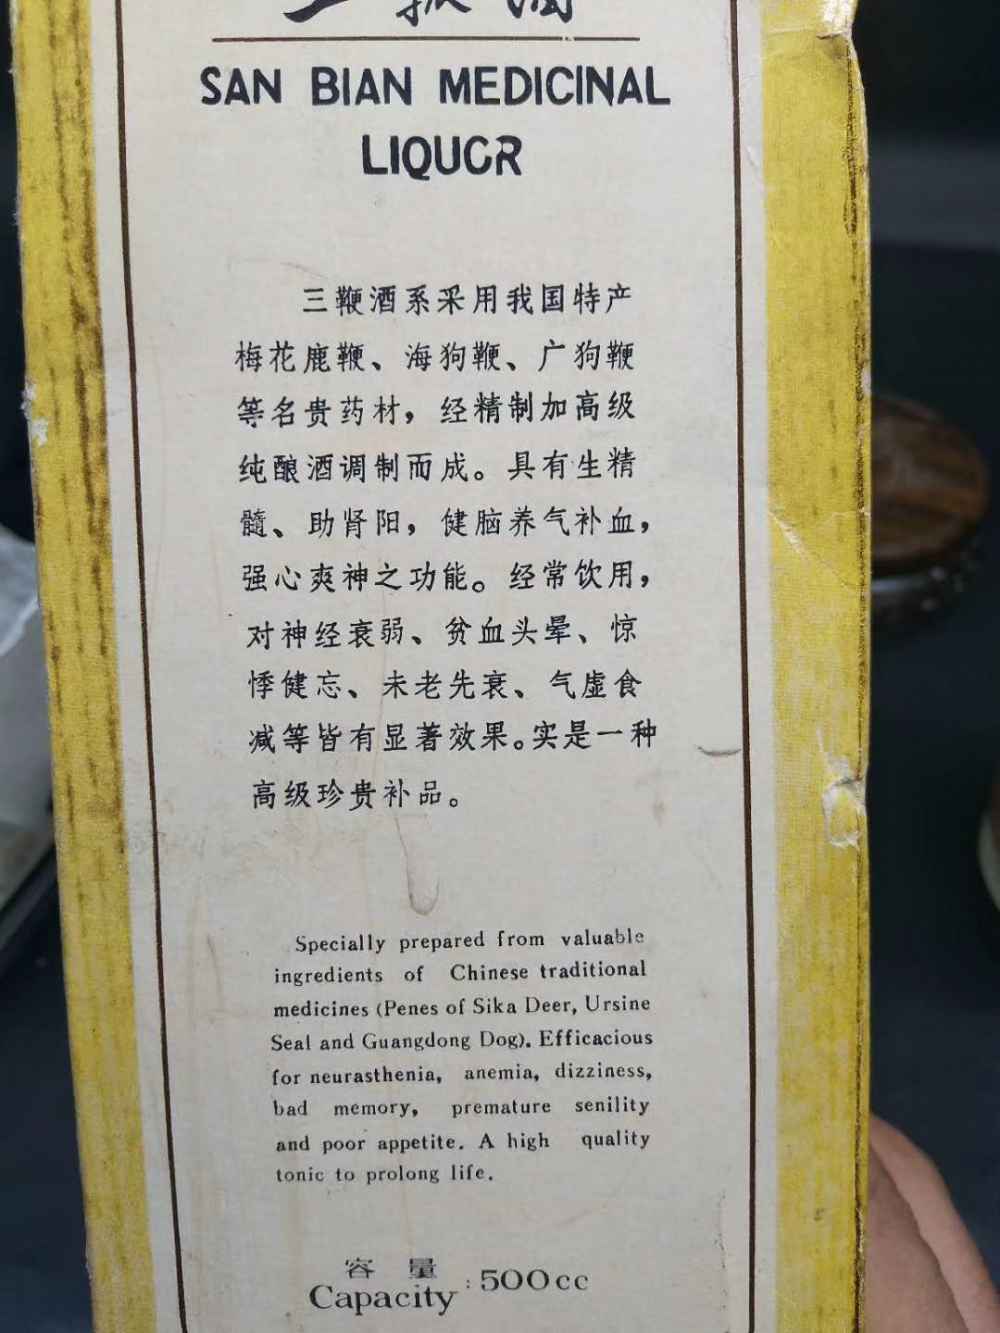 三鞭酒
SAN BIAN MEDICINAL
LIQUOR
三鞭酒系采用我国特产
梅花鹿鞭、海狗鞭、广狗鞭
等名贵药材，经精制加高级
纯酿酒调制而成。具有生精
髓、助肾阳，健脑养气补血，
强心爽神之功能。经常饮用，
对神经衰弱、贫血头晕、惊
悸健忘、未老先衰、气虚食
减等皆有显著效果。实是一种
高级珍贵补品。
Specially prepared from valuable
ingredients of Chinese traditional
medicines (Penes of Sika Deer, Ursine
Seal and Guangdong Dog). Efficacious
for neurasthenia, anemia, dizziness,
bad memory, premature senility
and poor appetite. A high quality
tonic to prolong life.
容量
Capacity : 500cc